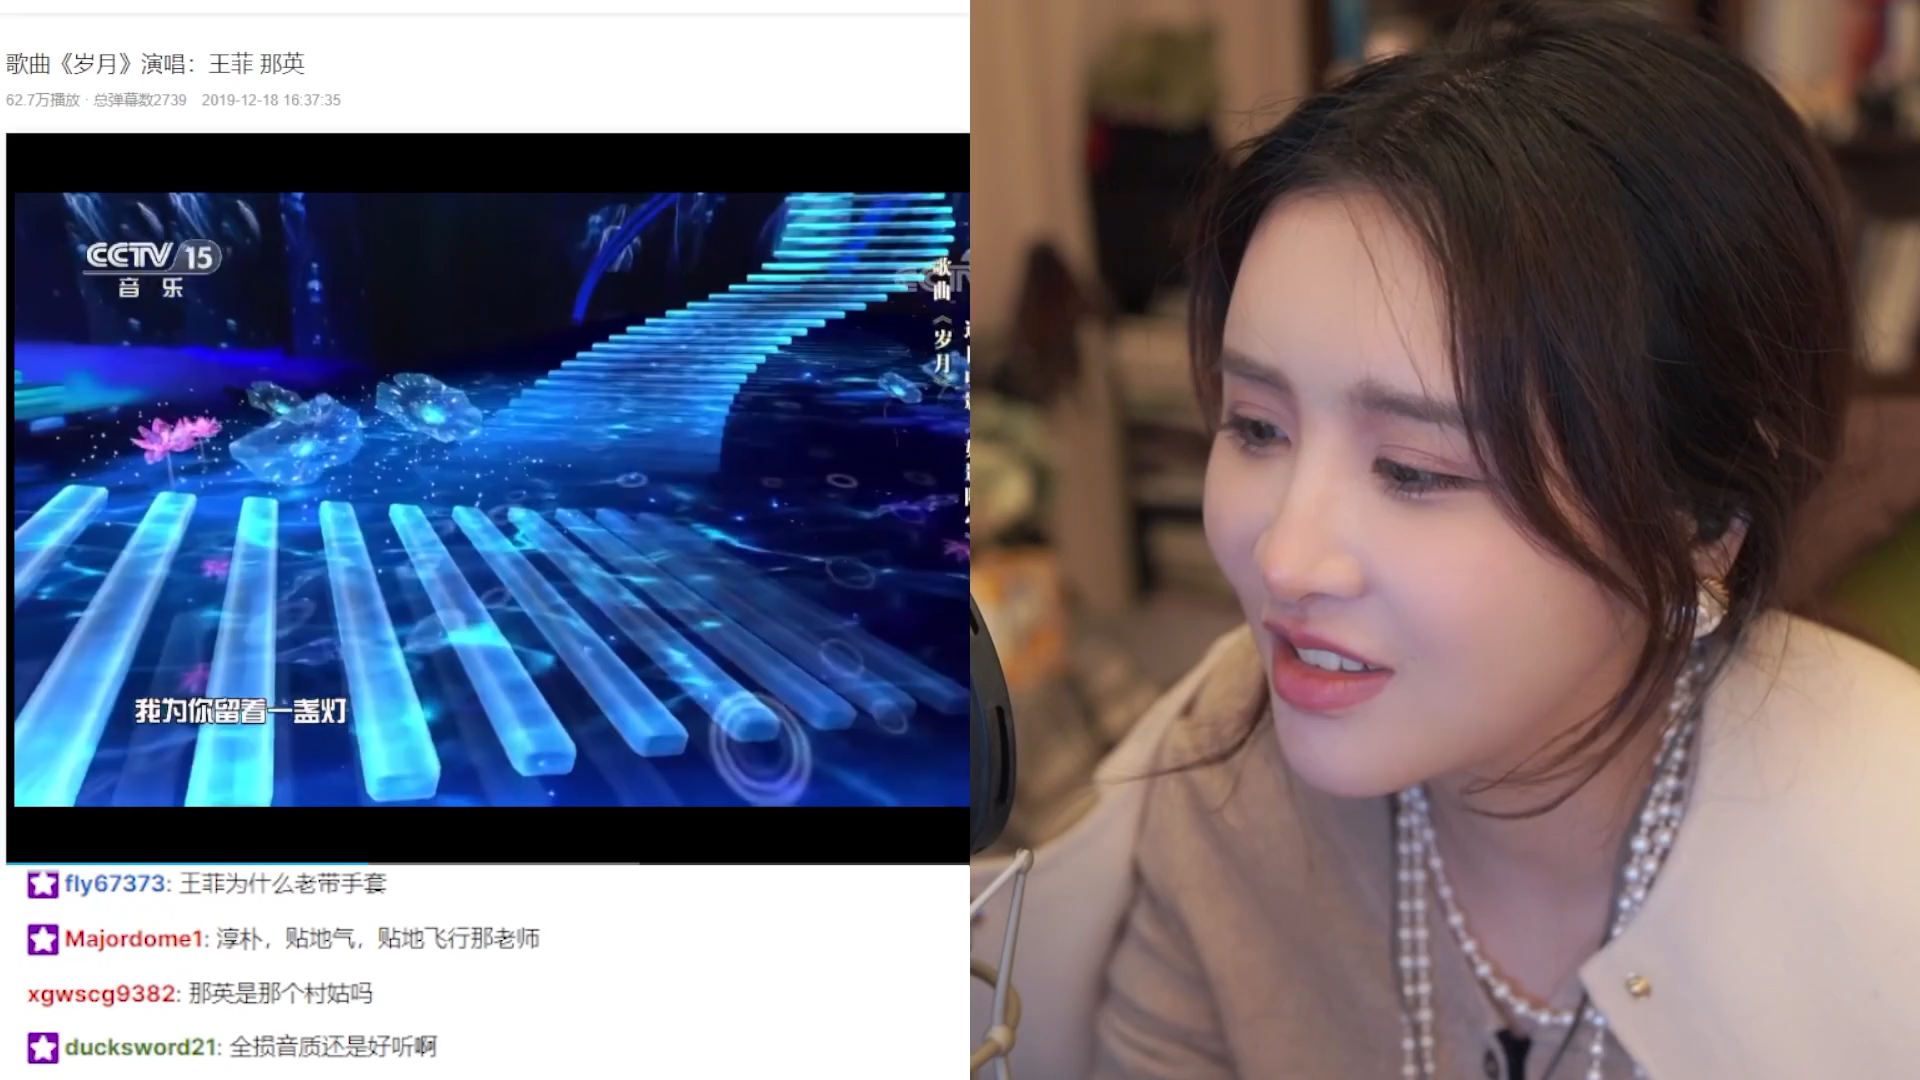 歌曲《岁月》演唱：王菲 那英
62.7万播放 · 总弹幕数2739 2019-12-18 16:37:35
CCTV 15
音 乐
歌曲《岁月》
我为你留着一盏灯
fly67373: 王菲为什么老带手套
Majordome1: 淳朴，贴地气，贴地飞行那老师
xgwscg9382: 那英是那个村姑吗
ducksword21: 全损音质还是好听啊